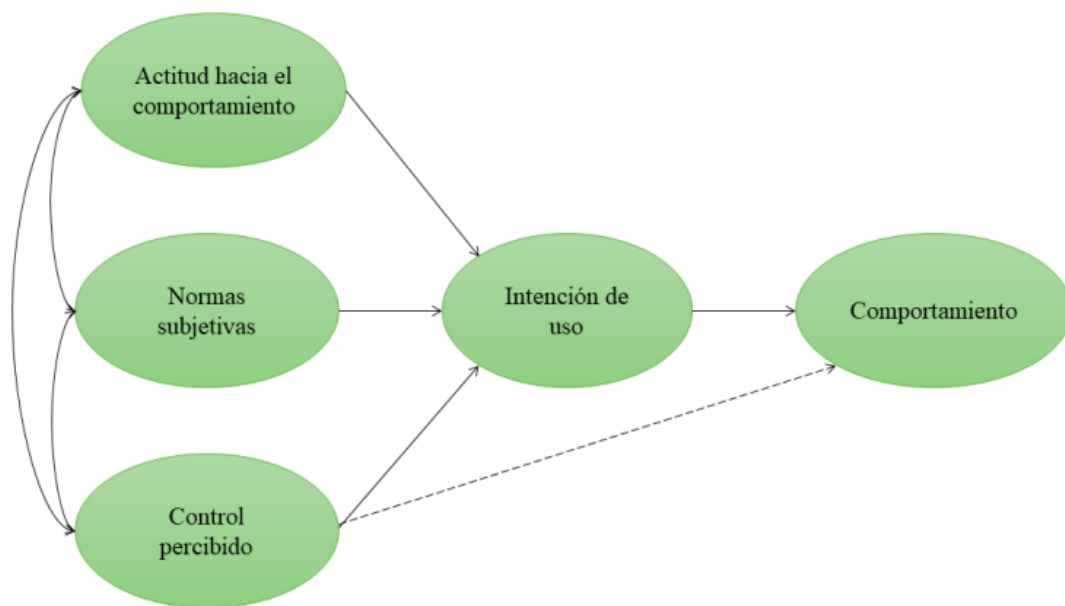 Actitud hacia el
comportamiento
Normas
subjetivas
Intención de
uso
Comportamiento
Control
percibido